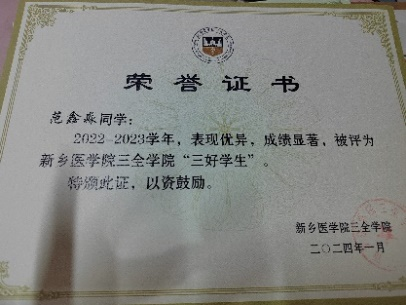 荣誉证书
范鑫淼同学：
2022-2023学年，表现优异，成绩显著，被评为
新乡医学院三全学院“三好学生”。
特颁此证，以资鼓励。
新乡医学院三全学院
二〇二四年一月